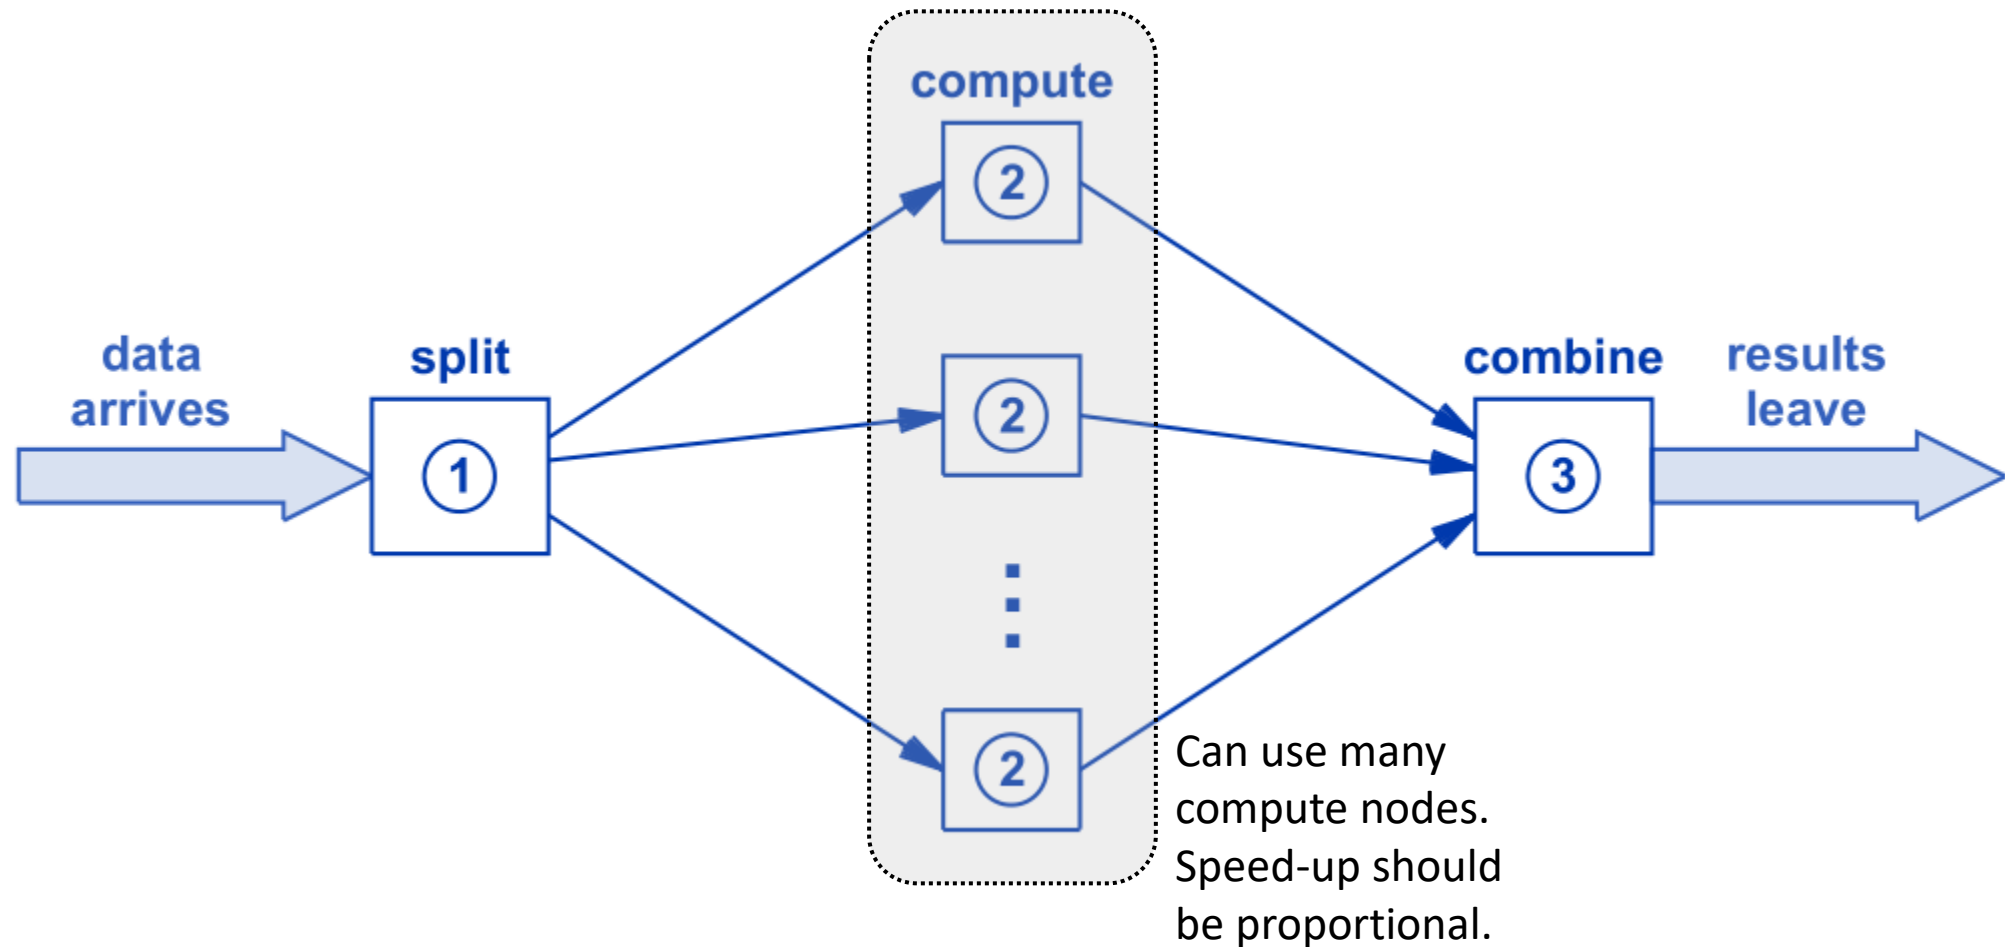 compute
2
data
arrives
split
1
2
combine
3
results
leave
2
Can use many
compute nodes.
Speed-up should
be proportional.